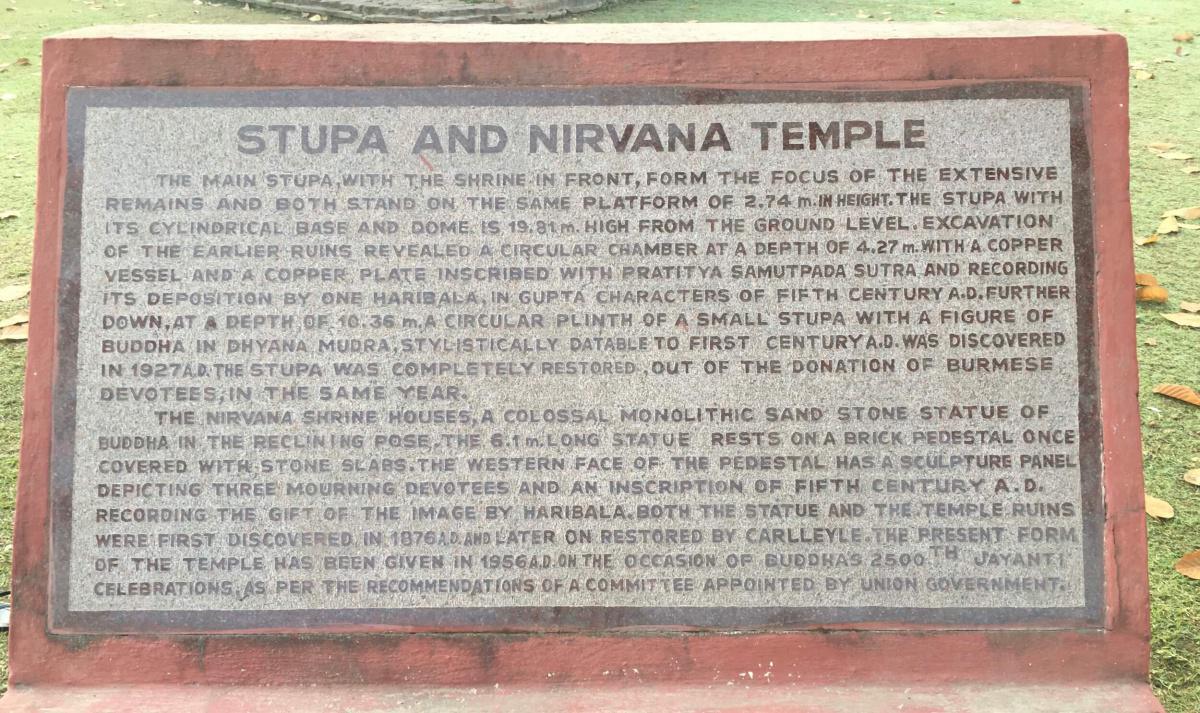 STUPA AND NIRVANA TEMPLE
THE MAIN STUPA, WITH THE SHRINE IN FRONT, FORM THE FOCUS OF THE EXTENSIVE
REMAINS AND BOTH STAND ON THE SAME PLATFORM OF 2.74 m. IN HEIGHT. THE STUPA WITH
ITS CYLINDRICAL BASE AND DOME IS 19.81 m. HIGH FROM THE GROUND LEVEL. EXCAVATION
OF THE EARLIER RUINS REVEALED A CIRCULAR CHAMBER AT A DEPTH OF 4.27 m. WITH A COPPER
VESSEL AND A COPPER PLATE INSCRIBED WITH PRATITYA SAMUTPADA SUTRA AND RECORDING
ITS DEPOSITION BY ONE HARIBALA, IN GUPTA CHARACTERS OF FIFTH CENTURY A.D. FURTHER
DOWN, AT A DEPTH OF 10.36 m, A CIRCULAR PLINTH OF A SMALL STUPA WITH A FIGURE OF
BUDDHA IN DHYANA MUDRA, STYLISTICALLY DATABLE TO FIRST CENTURY A.D. WAS DISCOVERED
IN 1927 A.D. THE STUPA WAS COMPLETELY RESTORED, OUT OF THE DONATION OF BURMESE
DEVOTEES, IN THE SAME YEAR.
THE NIRVANA SHRINE HOUSES, A COLOSSAL MONOLITHIC SAND STONE STATUE OF
BUDDHA IN THE RECLINING POSE. THE 6.1 m. LONG STATUE RESTS ON A BRICK PEDESTAL ONCE
COVERED WITH STONE SLABS. THE WESTERN FACE OF THE PEDESTAL HAS A SCULPTURE PANEL
DEPICTING THREE MOURNING DEVOTEES AND AN INSCRIPTION OF FIFTH CENTURY A.D.
RECORDING THE GIFT OF THE IMAGE BY HARIBALA. BOTH THE STATUE AND THE TEMPLE RUINS
WERE FIRST DISCOVERED IN 1876 A.D. AND LATER ON RESTORED BY CARLLEYLE. THE PRESENT FORM
OF THE TEMPLE HAS BEEN GIVEN IN 1956 A.D. ON THE OCCASION OF BUDDHA'S 2500TH JAYANTI
CELEBRATIONS, AS PER THE RECOMMENDATIONS OF A COMMITTEE APPOINTED BY UNION GOVERNMENT.